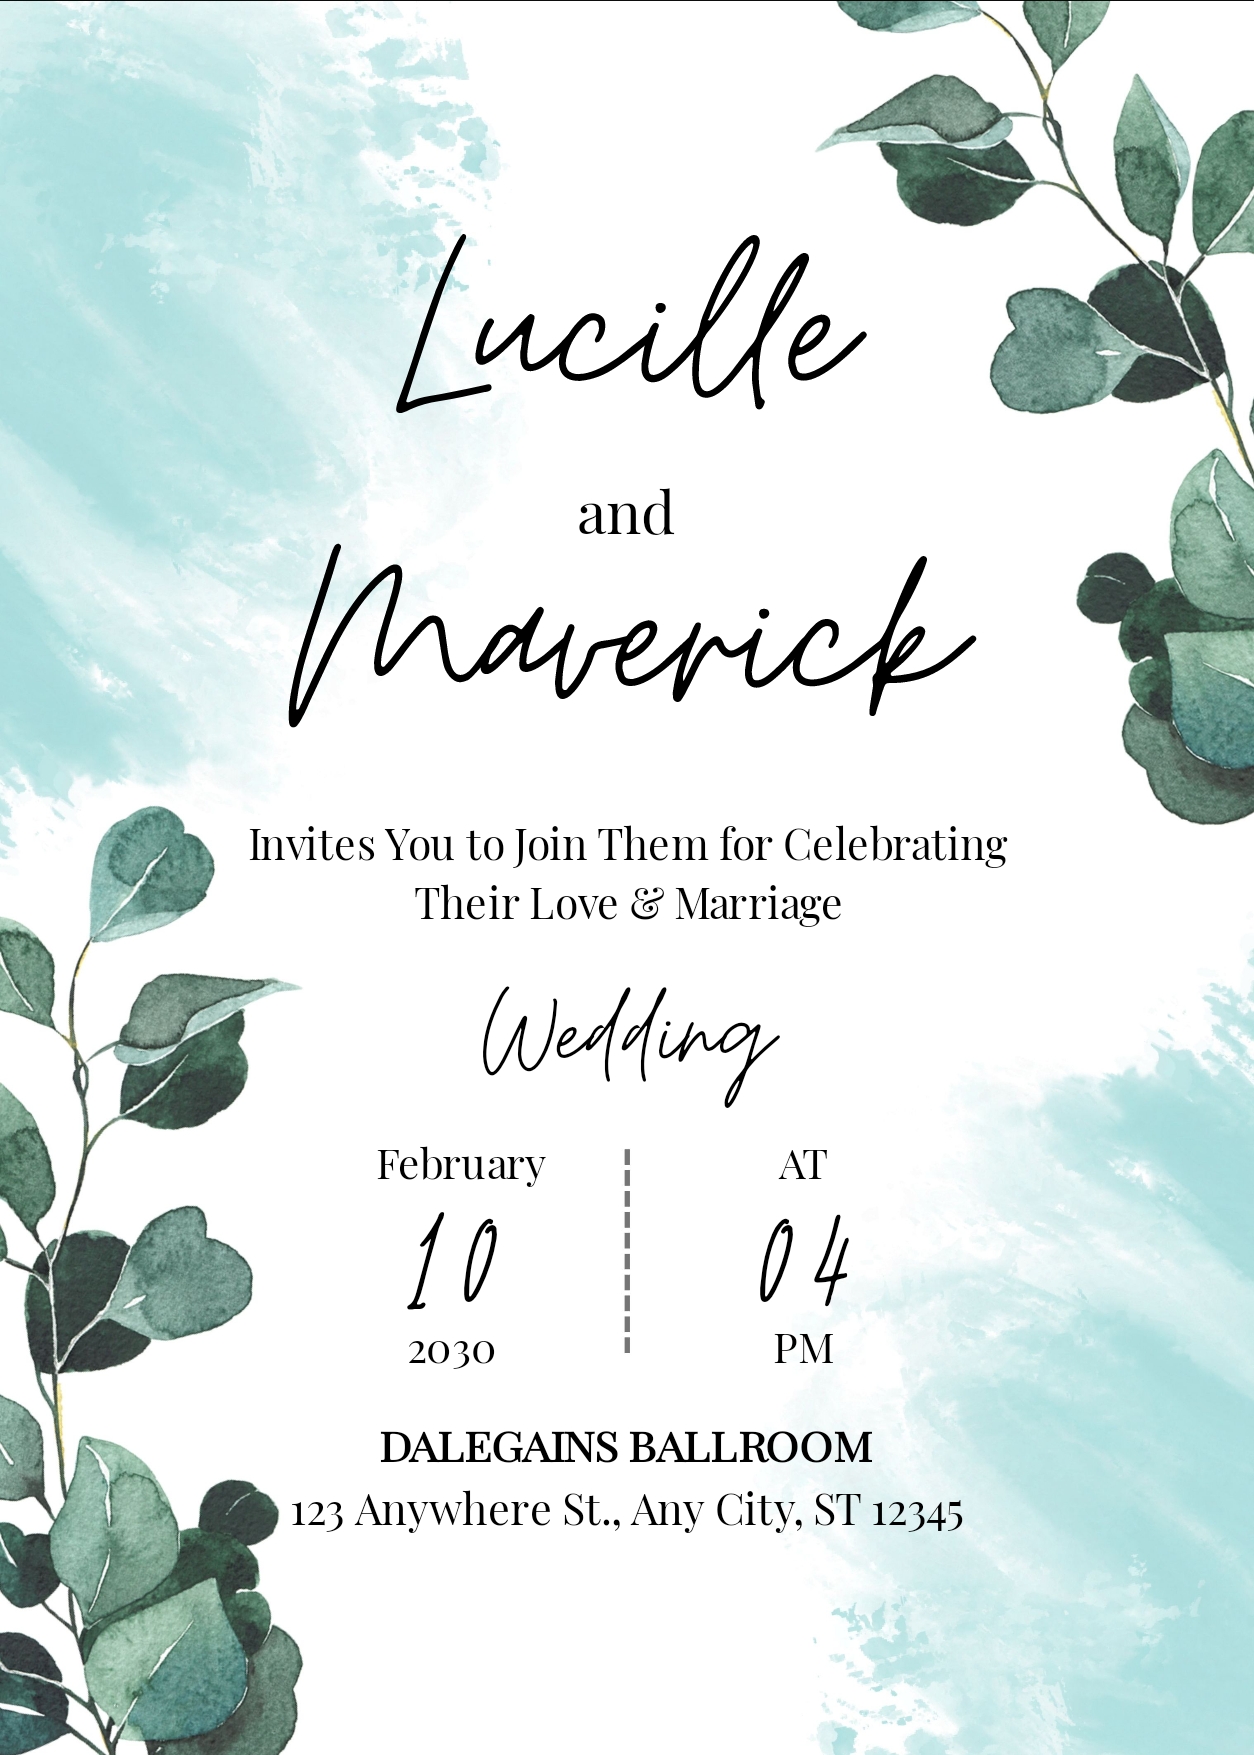 Lucille
and
Maverick
Invites You to Join Them for Celebrating
Their Love & Marriage
Wedding
February
10
2030
AT
04
PM
DALEGAINS BALLROOM
123 Anywhere St., Any City, ST 12345